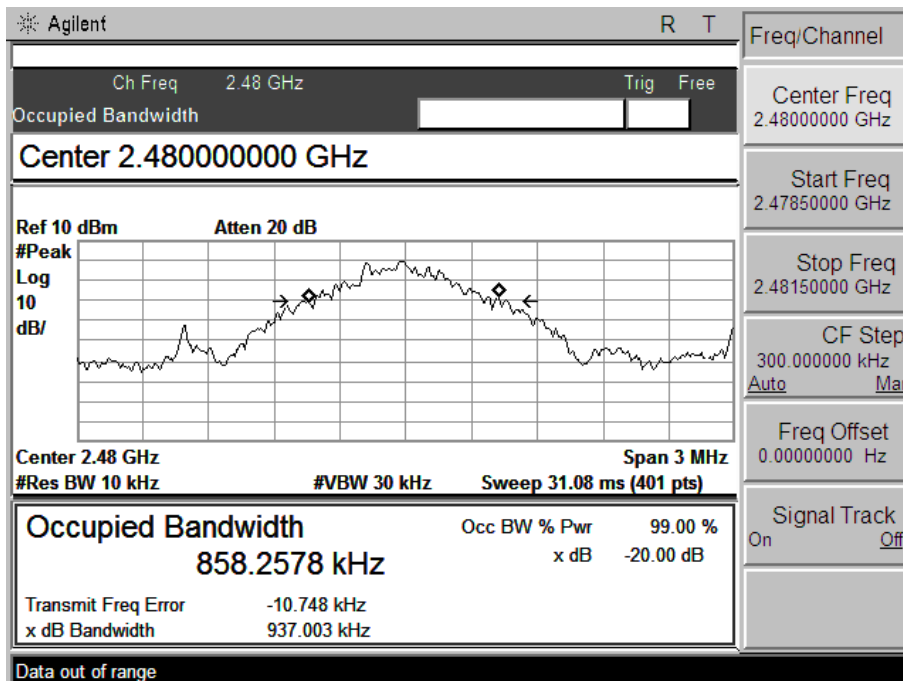 Agilent R T
Freq/Channel
Ch Freq 2.48 GHz Trig Free
Occupied Bandwidth
Center 2.480000000 GHz
Center Freq
2.48000000 GHz
Start Freq
2.47850000 GHz
Stop Freq
2.48150000 GHz
CF Step
300.000000 kHz
Auto Man
Freq Offset
0.00000000 Hz
Signal Track
On Off
Ref 10 dBm Atten 20 dB
#Peak
Log
10
dB/
Center 2.48 GHz Span 3 MHz
#Res BW 10 kHz #VBW 30 kHz Sweep 31.08 ms (401 pts)
Occupied Bandwidth Occ BW % Pwr 99.00 %
858.2578 kHz x dB -20.00 dB
Transmit Freq Error -10.748 kHz
x dB Bandwidth 937.003 kHz
Data out of range